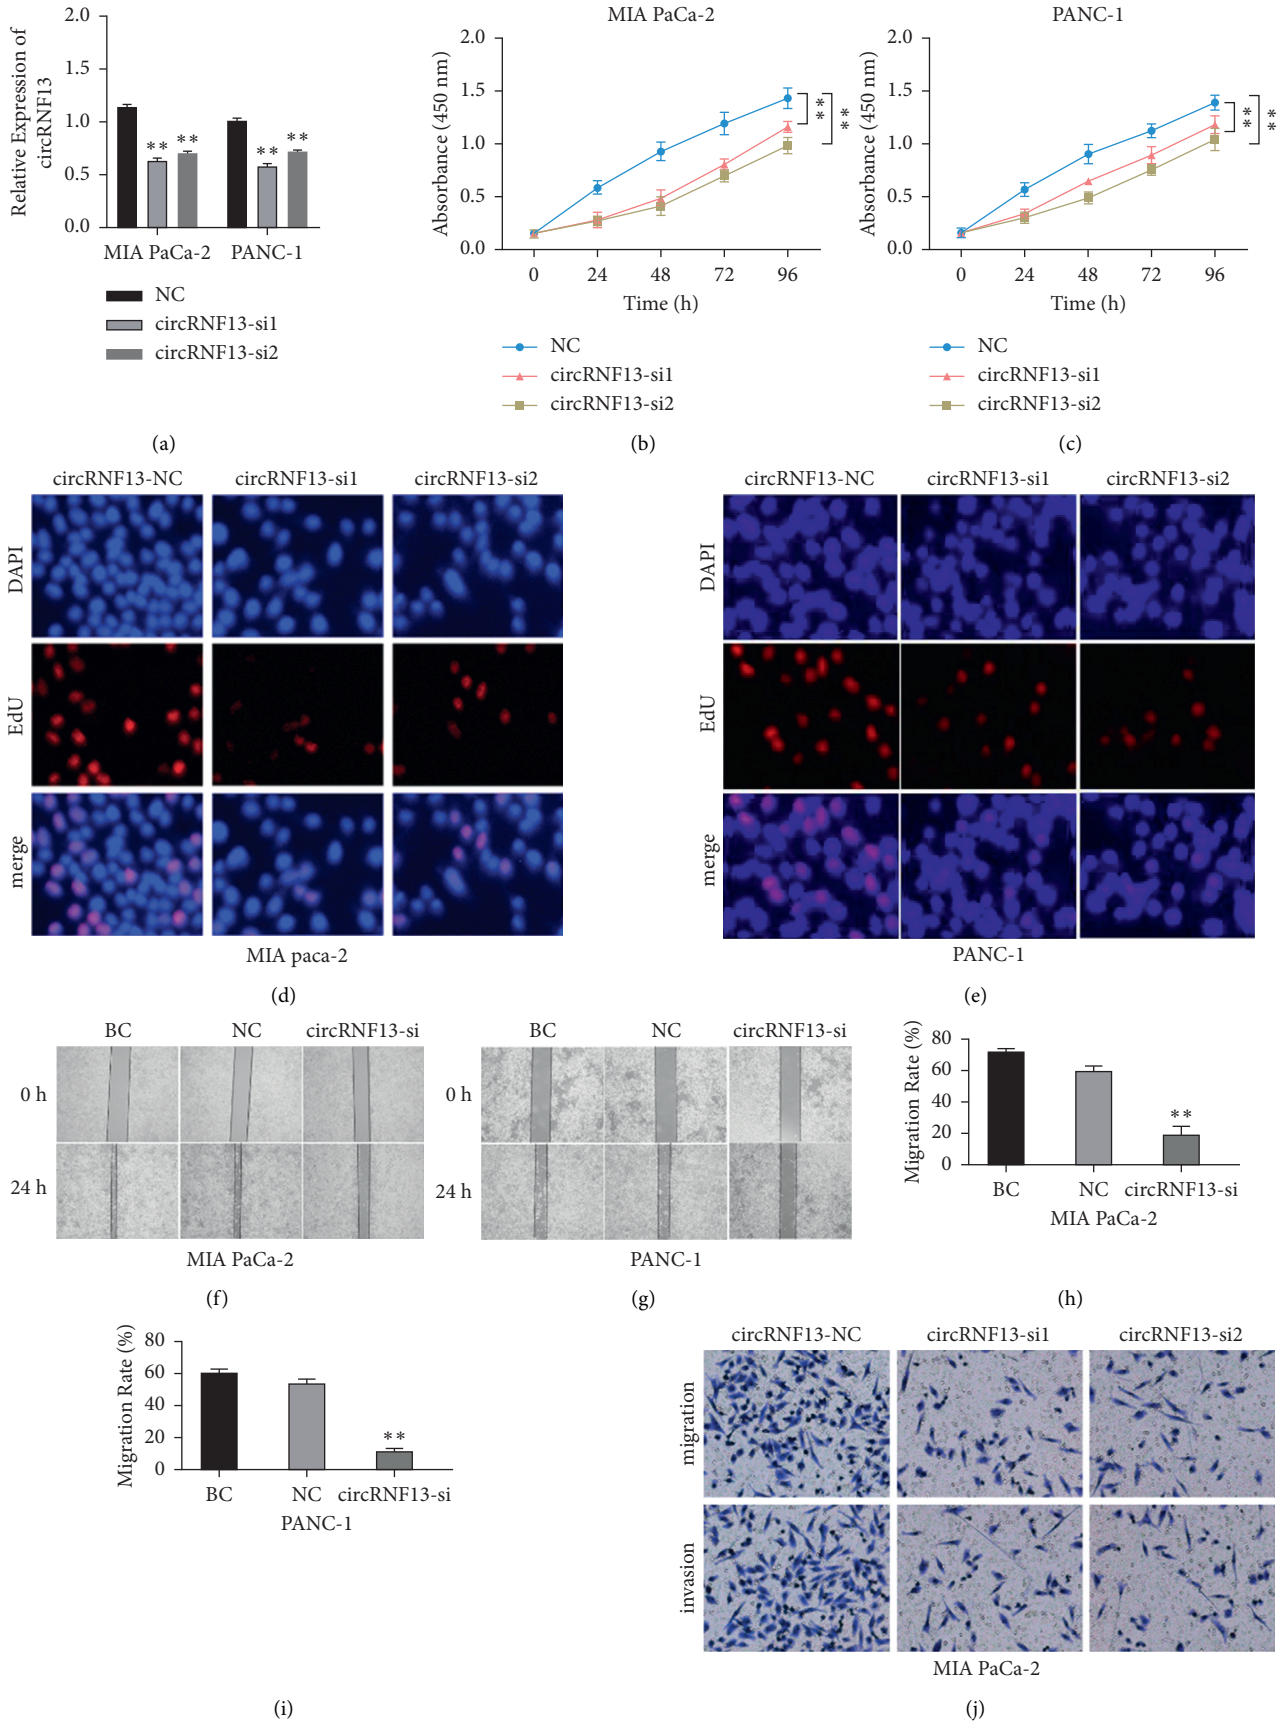 2.0
1.5
1.0
0.5
0.0
Relative Expression of
circRNF13
** ** ** **
MIA PaCa-2 PANC-1
NC
circRNF13-si1
circRNF13-si2
(a)
MIA PaCa-2
2.0
1.5
1.0
0.5
0.0
Absorbance (450 nm)
**
**
0 24 48 72 96
Time (h)
NC
circRNF13-si1
circRNF13-si2
(b)
PANC-1
2.0
1.5
1.0
0.5
0.0
Absorbance (450 nm)
**
**
0 24 48 72 96
Time (h)
NC
circRNF13-si1
circRNF13-si2
(c)
circRNF13-NC circRNF13-si1 circRNF13-si2
DAPI
EdU
merge
MIA paca-2
(d)
circRNF13-NC circRNF13-si1 circRNF13-si2
DAPI
EdU
merge
PANC-1
(e)
BC NC circRNF13-si
0 h
24 h
MIA PaCa-2
(f)
BC NC circRNF13-si
0 h
24 h
PANC-1
(g)
80
60
40
20
0
Migration Rate (%)
**
BC NC circRNF13-si
MIA PaCa-2
(h)
80
60
40
20
0
Migration Rate (%)
**
BC NC circRNF13-si
PANC-1
(i)
circRNF13-NC circRNF13-si1 circRNF13-si2
migration
invasion
MIA PaCa-2
(j)